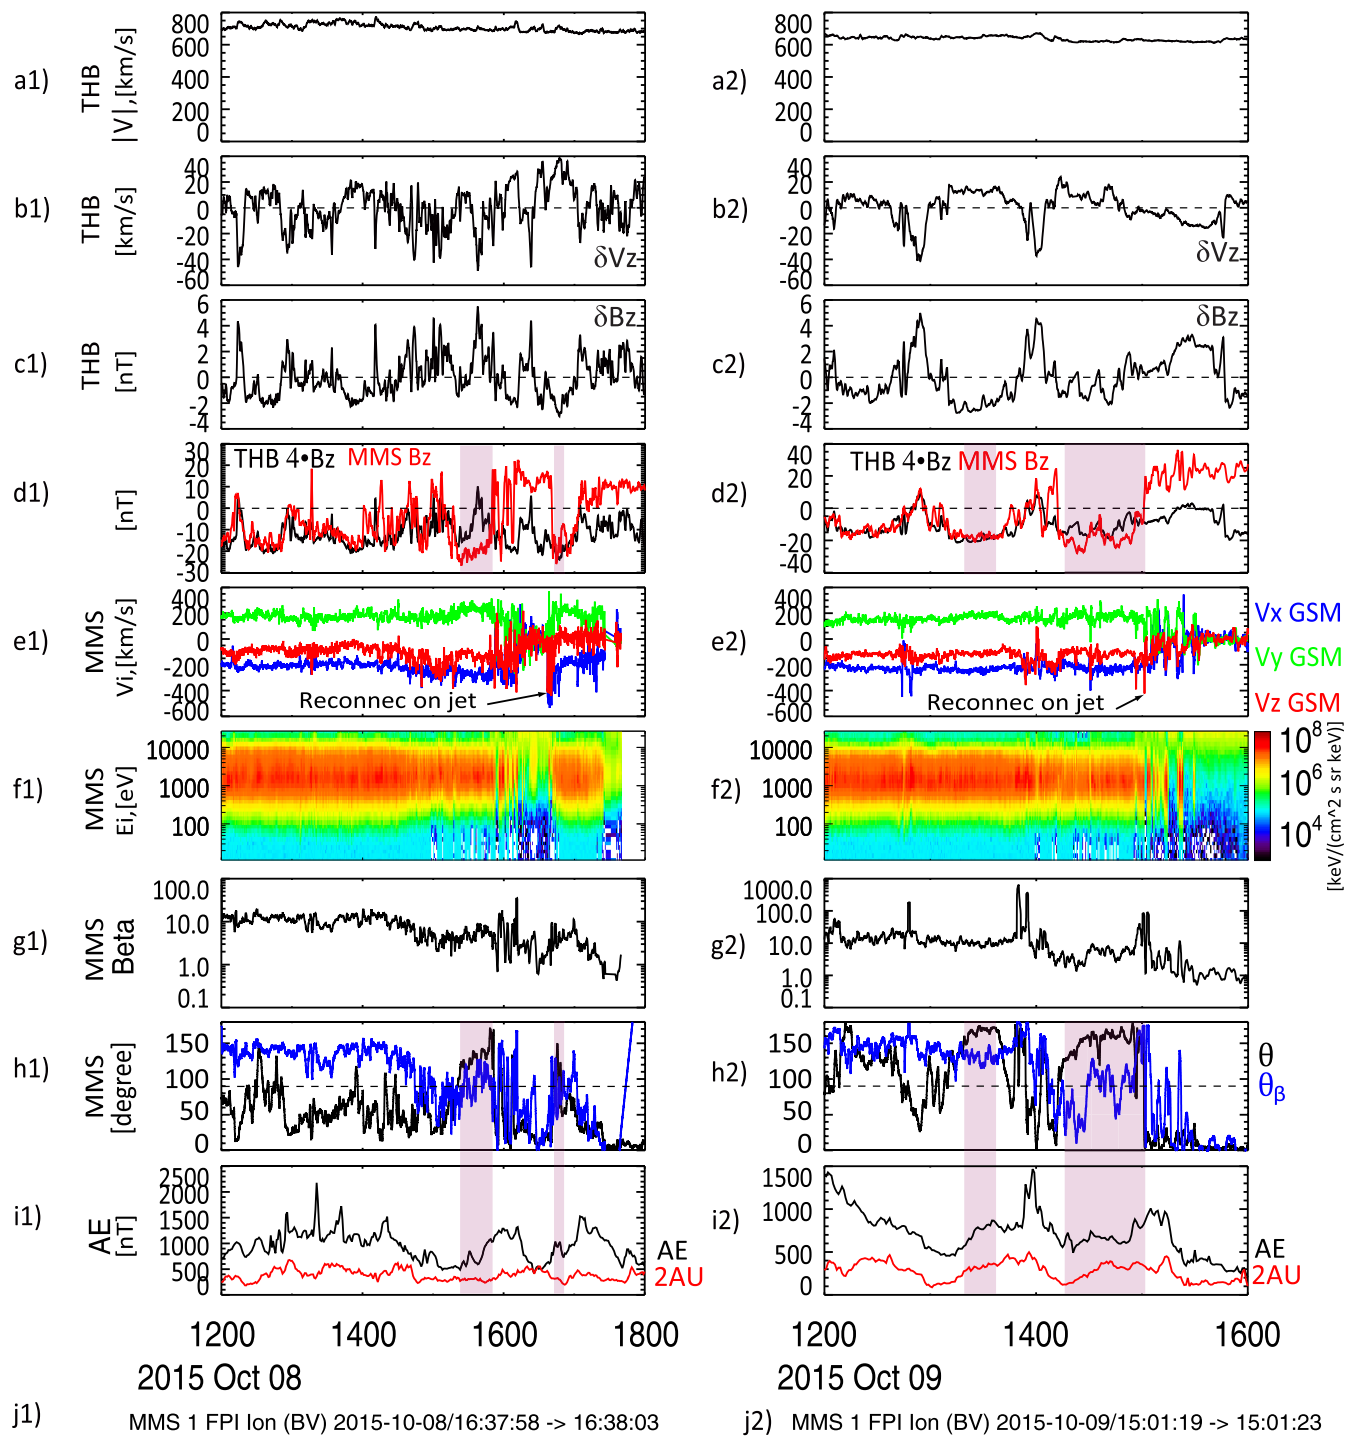 a1) THB |V|,[km/s] 800 600 400 200 0
a2) 800 600 400 200 0
b1) THB [km/s] 40 20 0 -20 -40 -60 δVz
b2) 40 20 0 -20 -40 -60 δVz
c1) THB [nT] 6 4 2 0 -2 -4 δBz
c2) 6 4 2 0 -2 -4 δBz
d1) [nT] 30 20 10 0 -10 -20 -30 THB 4•Bz MMS Bz
d2) 40 20 0 -20 -40 THB 4•Bz MMS Bz
e1) MMS Vi,[km/s] 400 200 0 -200 -400 -600 Reconnec on jet
e2) 400 200 0 -200 -400 -600 Reconnec on jet
Vx GSM
Vy GSM
Vz GSM
f1) MMS Ei,[eV] 10000 1000 100
f2) 10000 1000 100
10^8 10^6 10^4 [keV/(cm^2 s sr keV)]
g1) MMS Beta 100.0 10.0 1.0 0.1
g2) 1000.0 100.0 10.0 1.0 0.1
h1) MMS [degree] 150 100 50 0
h2) 150 100 50 0
θ
θβ
i1) AE [nT] 2500 2000 1500 1000 500 0 AE 2AU
i2) 1500 1000 500 0 AE 2AU
1200 1400 1600 1800
2015 Oct 08
1200 1400 1600
2015 Oct 09
j1) MMS 1 FPI Ion (BV) 2015-10-08/16:37:58 -> 16:38:03
j2) MMS 1 FPI Ion (BV) 2015-10-09/15:01:19 -> 15:01:23